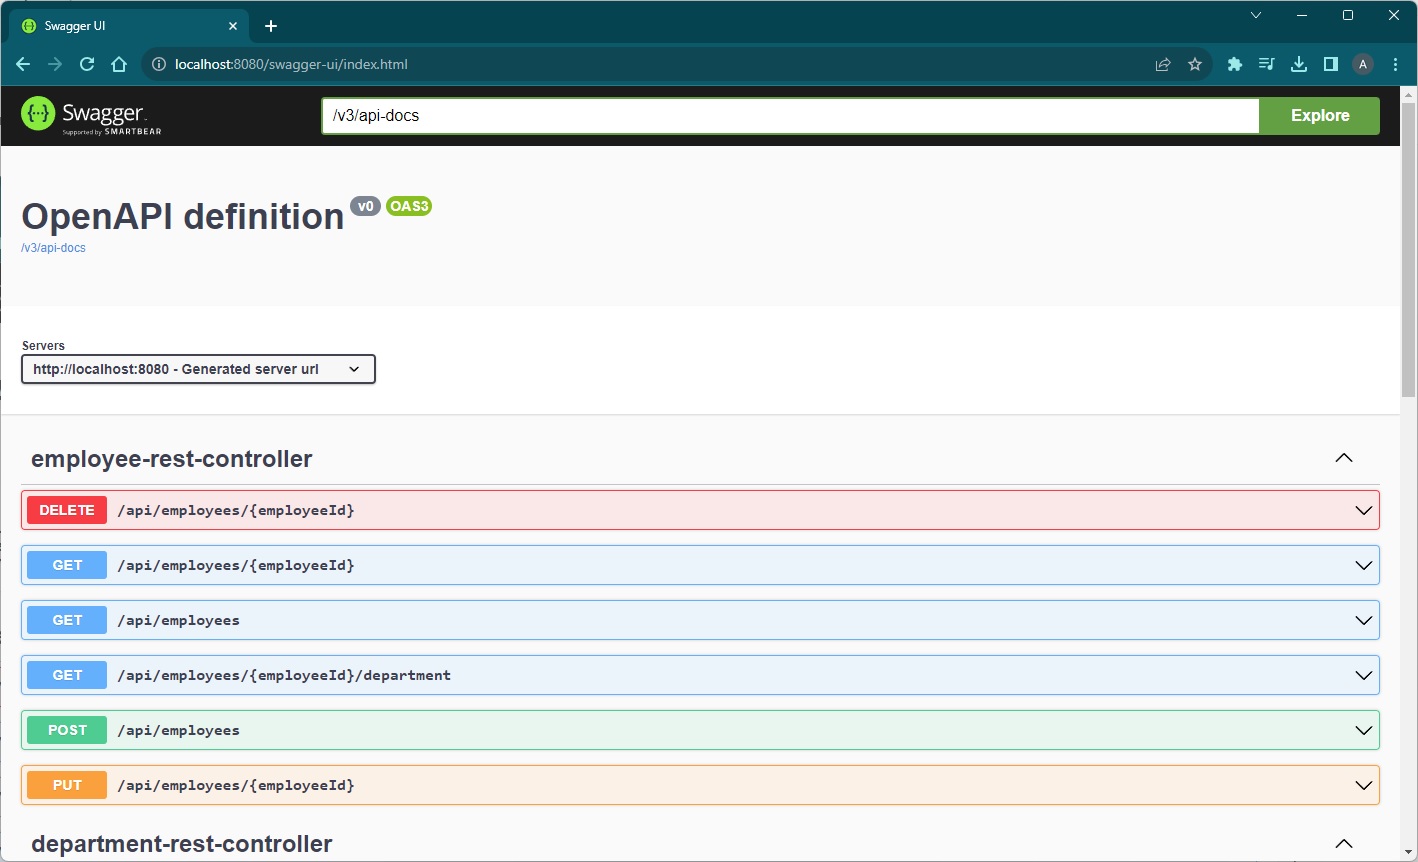 Swagger UI
localhost:8080/swagger-ui/index.html
A
Swagger
Supported by SMARTBEAR
/v3/api-docs
Explore
OpenAPI definition v0 OAS3
/v3/api-docs
Servers
http://localhost:8080 - Generated server url
employee-rest-controller
DELETE /api/employees/{employeeId}
GET /api/employees/{employeeId}
GET /api/employees
GET /api/employees/{employeeId}/department
POST /api/employees
PUT /api/employees/{employeeId}
department-rest-controller